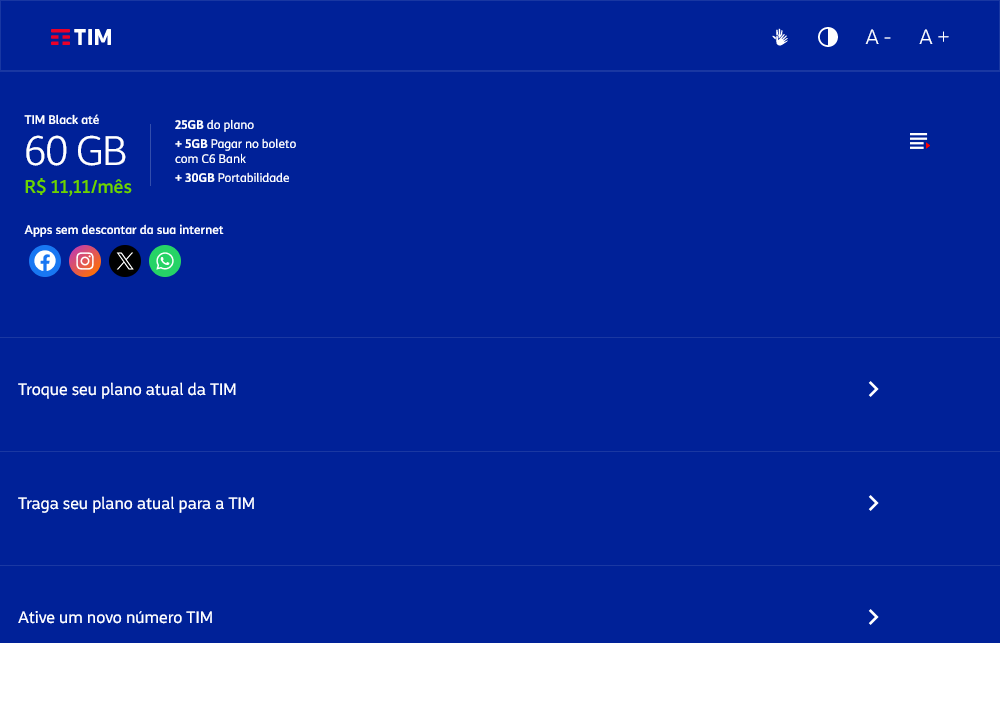 TIM
A - A +
TIM Black até
60 GB
R$ 11,11/mês
25GB do plano
+ 5GB Pagar no boleto
com C6 Bank
+ 30GB Portabilidade
Apps sem descontar da sua internet
Troque seu plano atual da TIM
Traga seu plano atual para a TIM
Ative um novo número TIM